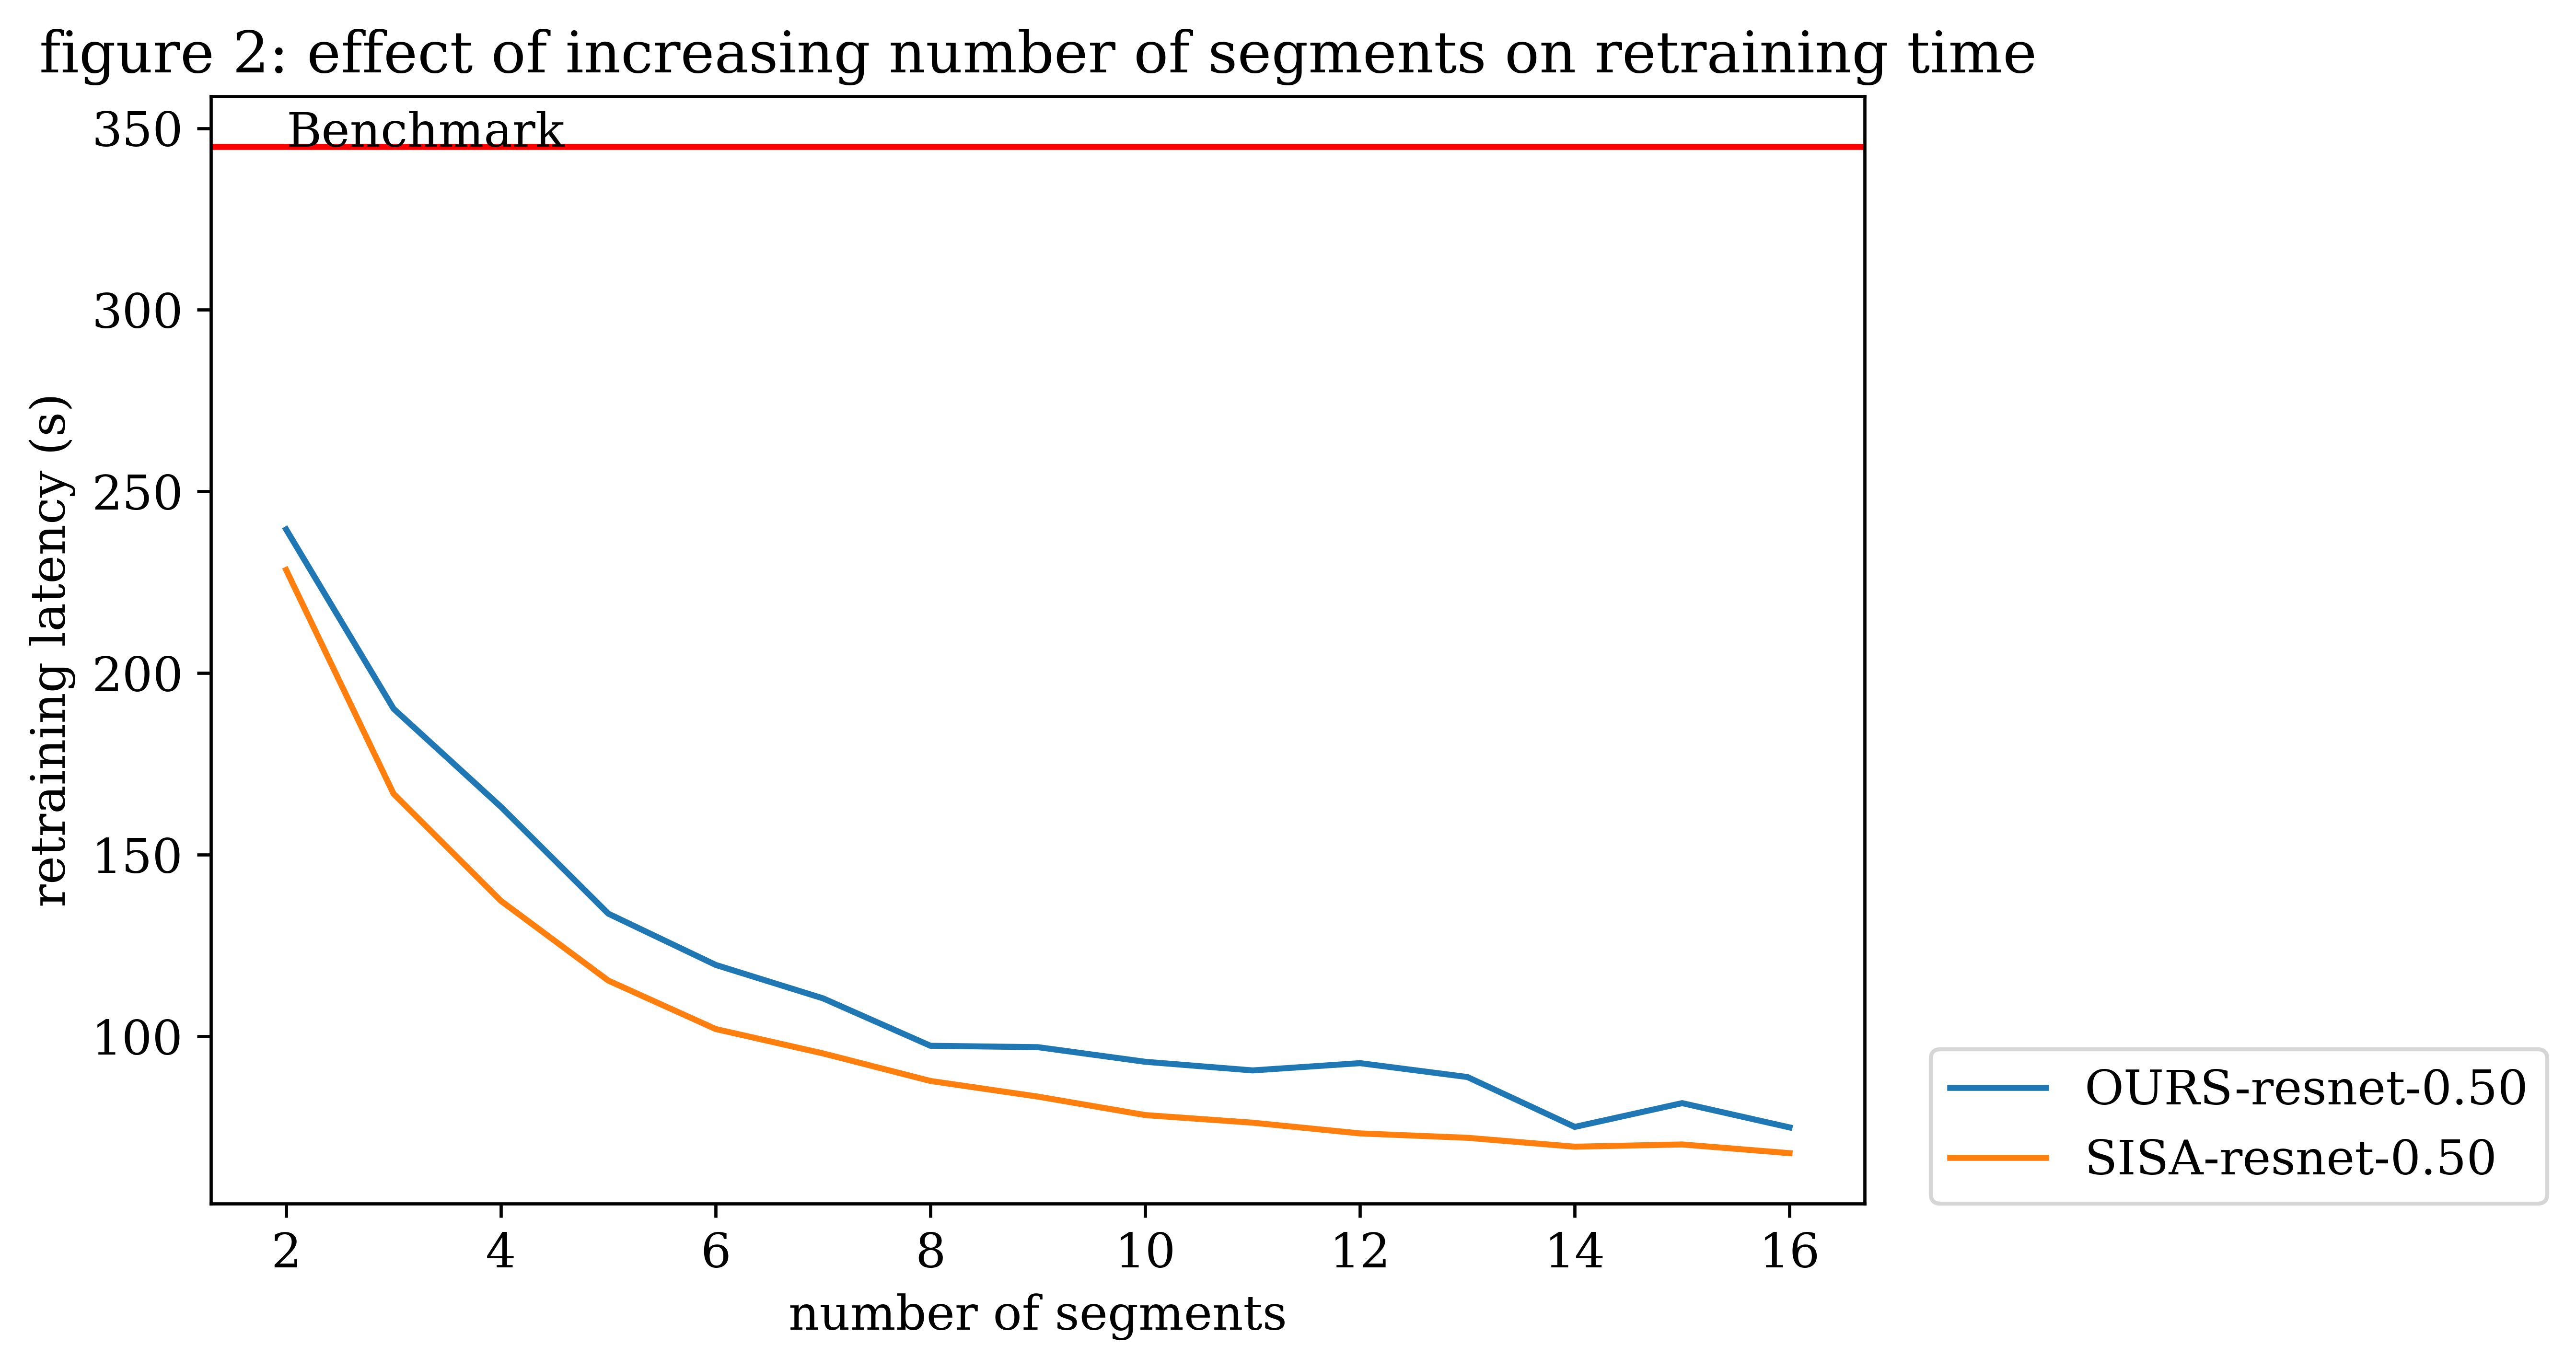 figure 2: effect of increasing number of segments on retraining time
Benchmark
350
300
250
200
150
100
retraining latency (s)
2 4 6 8 10 12 14 16
number of segments
OURS-resnet-0.50
SISA-resnet-0.50